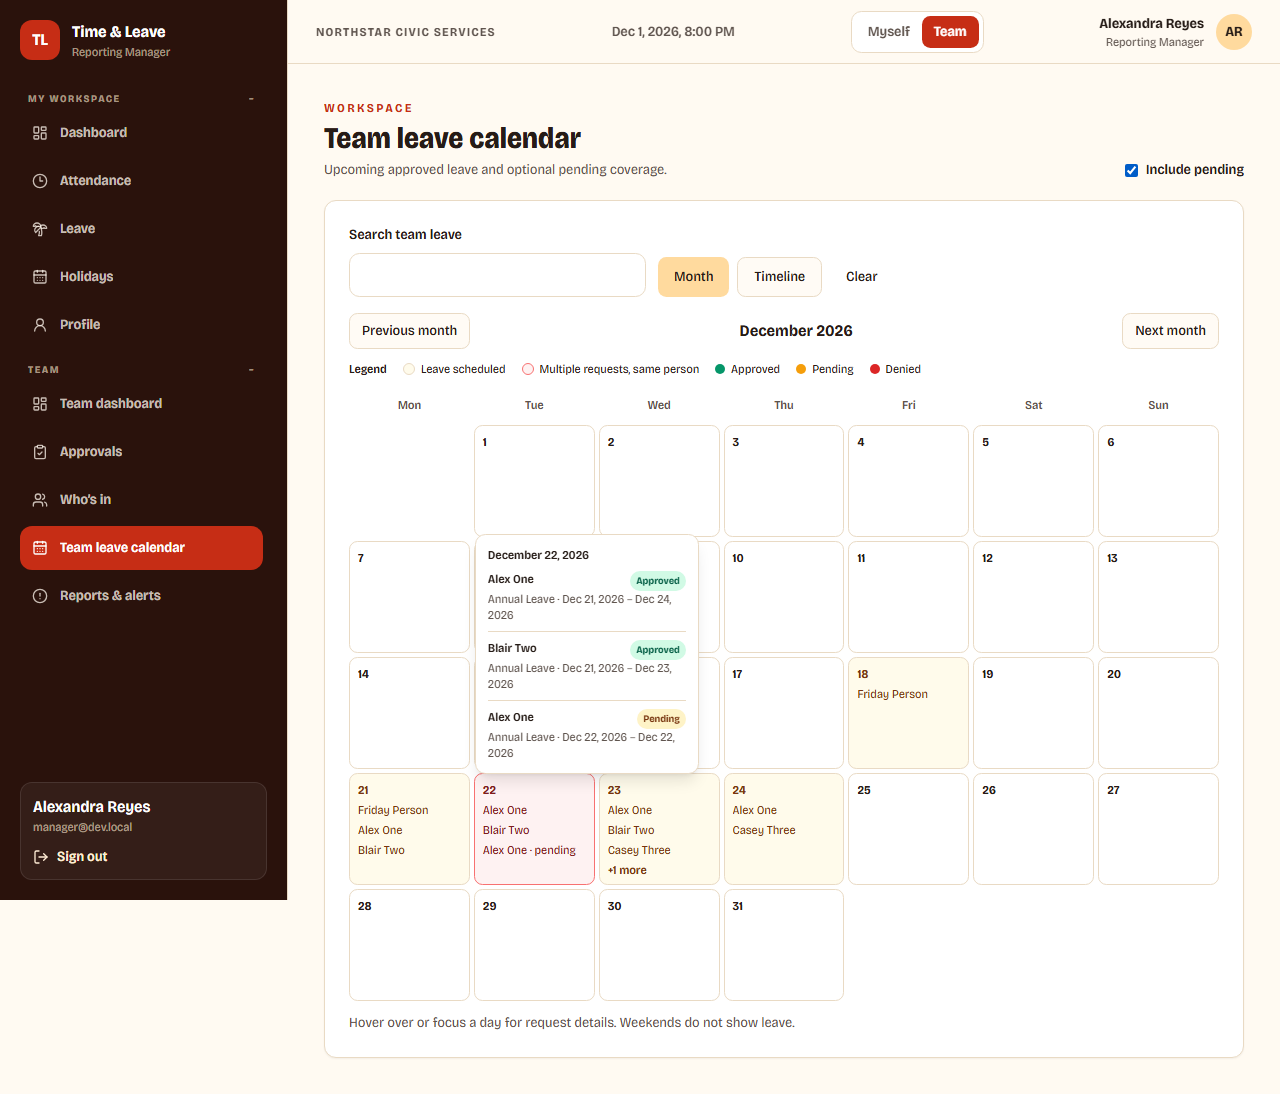 TL
Time & Leave
Reporting Manager
MY WORKSPACE -
Dashboard
Attendance
Leave
Holidays
Profile
TEAM -
Team dashboard
Approvals
Who's in
Team leave calendar
Reports & alerts
Alexandra Reyes
manager@dev.local
Sign out
NORTHSTAR CIVIC SERVICES
Dec 1, 2026, 8:00 PM
Myself Team
Alexandra Reyes
Reporting Manager
AR
WORKSPACE
Team leave calendar
Upcoming approved leave and optional pending coverage.
Include pending
Search team leave
Month Timeline Clear
Previous month December 2026 Next month
Legend Leave scheduled Multiple requests, same person Approved Pending Denied
Mon Tue Wed Thu Fri Sat Sun
1 2 3 4 5 6
7 10 11 12 13
December 22, 2026
Alex One Approved
Annual Leave · Dec 21, 2026 – Dec 24,
2026
Blair Two Approved
Annual Leave · Dec 21, 2026 – Dec 23,
2026
Alex One Pending
Annual Leave · Dec 22, 2026 – Dec 22,
2026
14 17 18 19 20
Friday Person
21 22 23 24 25 26 27
Friday Person Alex One Alex One Alex One
Alex One Blair Two Blair Two Casey Three
Blair Two Alex One · pending Casey Three
+1 more
28 29 30 31
Hover over or focus a day for request details. Weekends do not show leave.